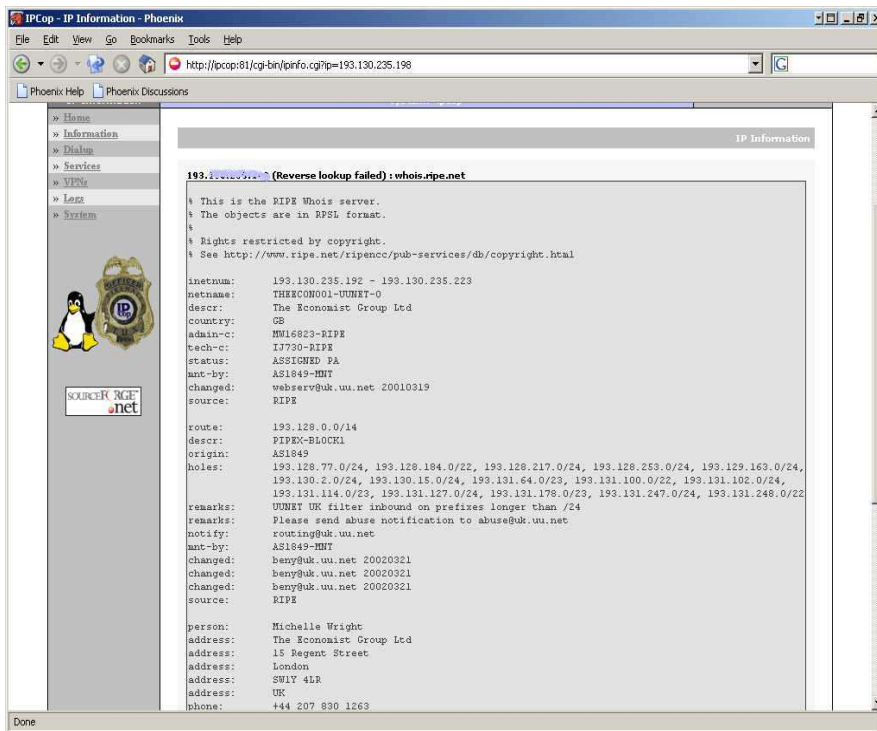 IPCop - IP Information - Phoenix
File Edit View Go Bookmarks Tools Help
http://ipcop:81/cgi-bin/ipinfo.cgi?ip=193.130.235.198
G
Phoenix Help Phoenix Discussions
» Home
» Information
» Dialup
» Services
» VPNs
» Logs
» System
IP Information
193. (Reverse lookup failed) : whois.ripe.net
% This is the RIPE Whois server.
% The objects are in RPSL format.
%
% Rights restricted by copyright.
% See http://www.ripe.net/ripencc/pub-services/db/copyright.html
inetnum: 193.130.235.192 - 193.130.235.223
netname: THEECON001-UUNET-0
descr: The Economist Group Ltd
country: GB
admin-c: MW16823-RIPE
tech-c: IJ730-RIPE
status: ASSIGNED PA
mnt-by: AS1849-MNT
changed: webserv@uk.uu.net 20010319
source: RIPE
route: 193.128.0.0/14
descr: PIPEX-BLOCK1
origin: AS1849
holes: 193.128.77.0/24, 193.128.184.0/22, 193.128.217.0/24, 193.128.253.0/24, 193.129.163.0/24,
193.130.2.0/24, 193.130.15.0/24, 193.131.64.0/23, 193.131.100.0/22, 193.131.102.0/24,
193.131.114.0/23, 193.131.127.0/24, 193.131.178.0/23, 193.131.247.0/24, 193.131.248.0/22
remarks: UUNET UK filter inbound on prefixes longer than /24
remarks: Please send abuse notification to abuse@uk.uu.net
notify: routing@uk.uu.net
mnt-by: AS1849-MNT
changed: beny@uk.uu.net 20020321
changed: beny@uk.uu.net 20020321
changed: beny@uk.uu.net 20020321
source: RIPE
person: Michelle Wright
address: The Economist Group Ltd
address: 15 Regent Street
address: London
address: SW1Y 4LR
address: UK
phone: +44 207 830 1263
OFFICER
IP
Cop
SOURCEFORGE
.net
Done